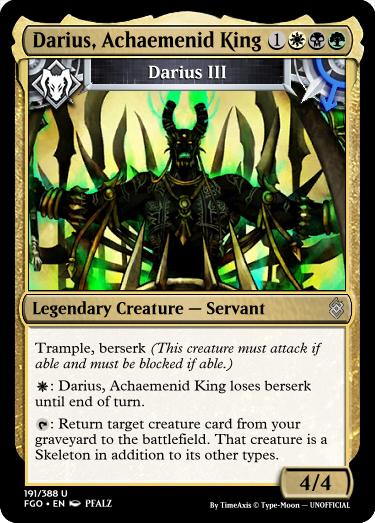 Darius, Achaemenid King 1
Darius III
Legendary Creature — Servant
Trample, berserk (This creature must attack if
able and must be blocked if able.)
: Darius, Achaemenid King loses berserk
until end of turn.
: Return target creature card from your
graveyard to the battlefield. That creature is a
Skeleton in addition to its other types.
4/4
191/388 U
FGO • EN PFALZ
By TimeAxis © Type-Moon — UNOFFICIAL